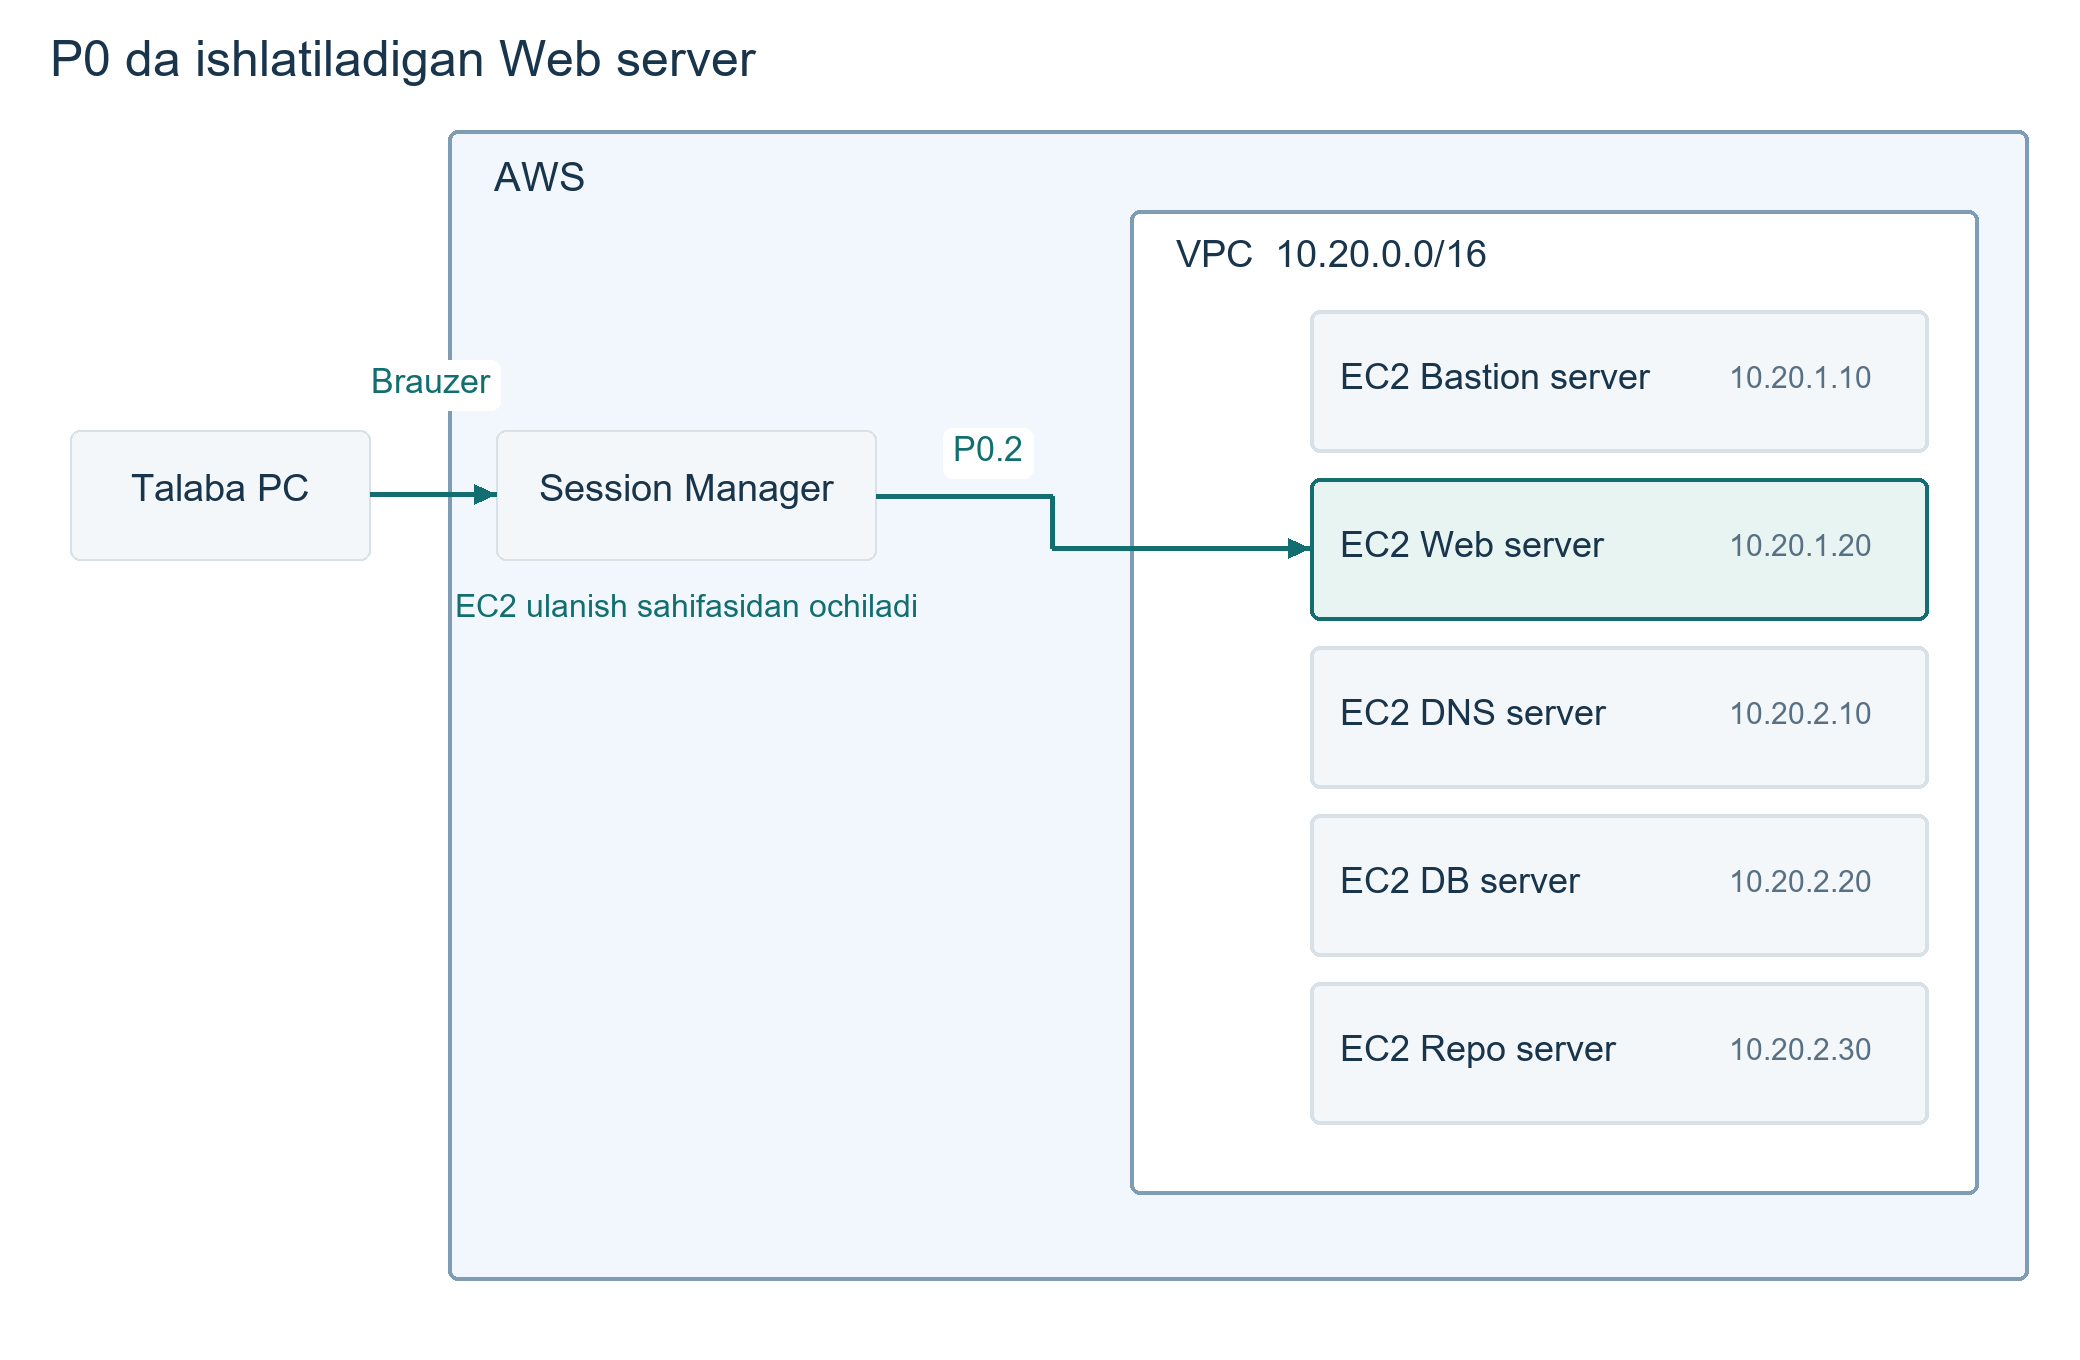 P0 da ishlatiladigan Web server
AWS
VPC  10.20.0.0/16
EC2 Bastion server 10.20.1.10
Brauzer
Talaba PC
Session Manager
P0.2
EC2 Web server 10.20.1.20
EC2 ulanish sahifasidan ochiladi
EC2 DNS server 10.20.2.10
EC2 DB server 10.20.2.20
EC2 Repo server 10.20.2.30